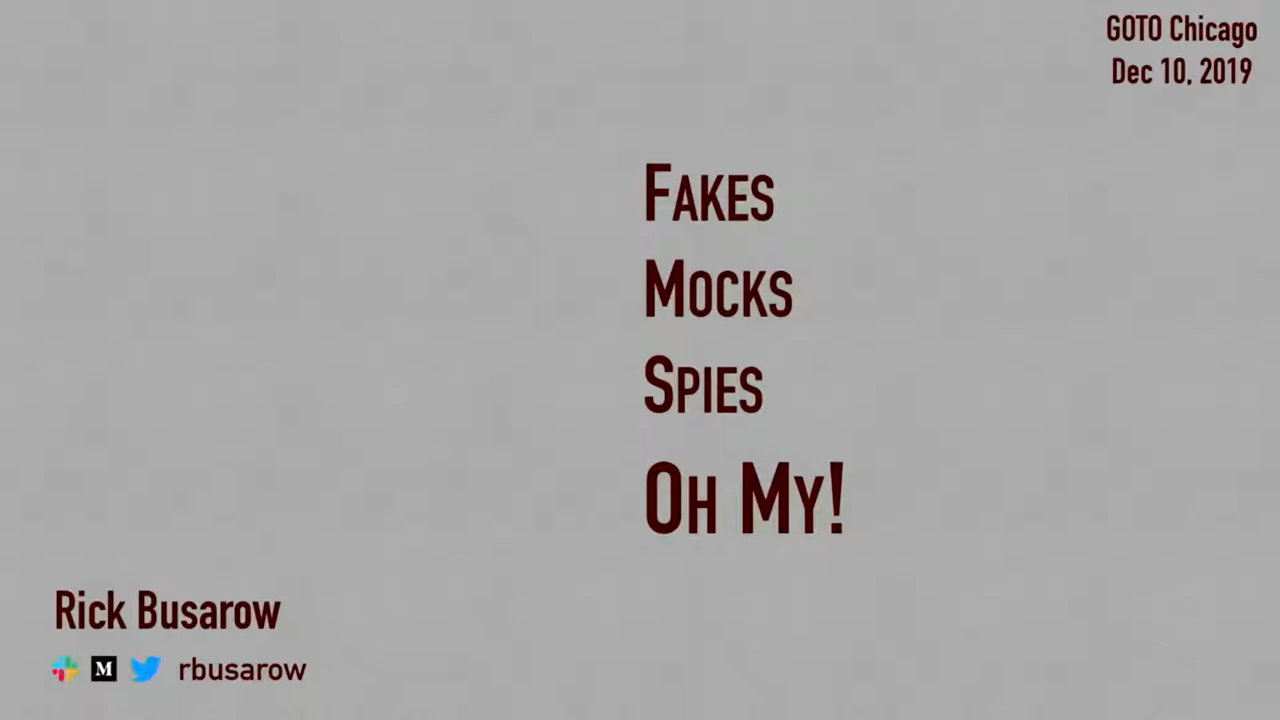 GOTO Chicago
Dec 10, 2019
FAKES
MOCKS
SPIES
OH MY!
Rick Busarow
M rbusarow